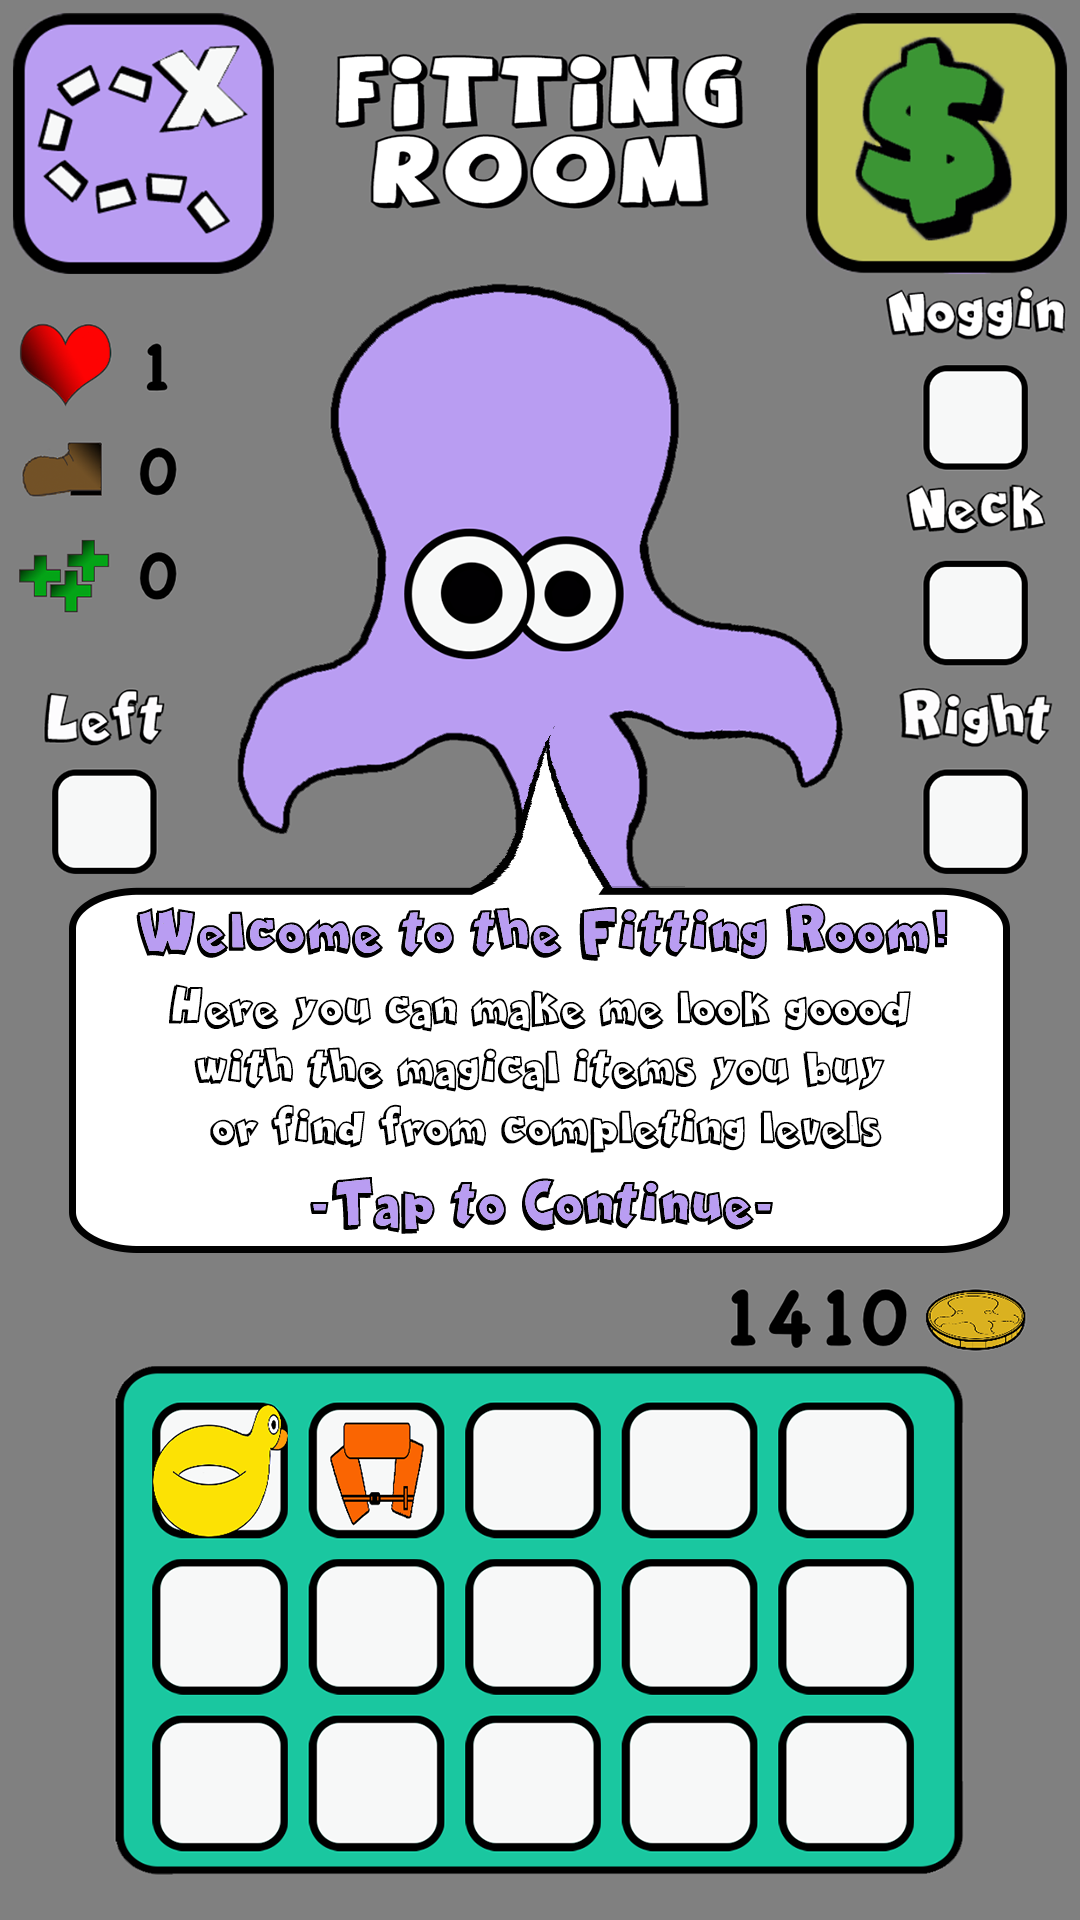 X
FiTTiNG
ROOM
$
1
0
0
Noggin
Neck
Left
Right
Welcome to the Fitting Room!
Here you can make me look goood
with the magical items you buy
or find from completing levels
-Tap to Continue-
1410